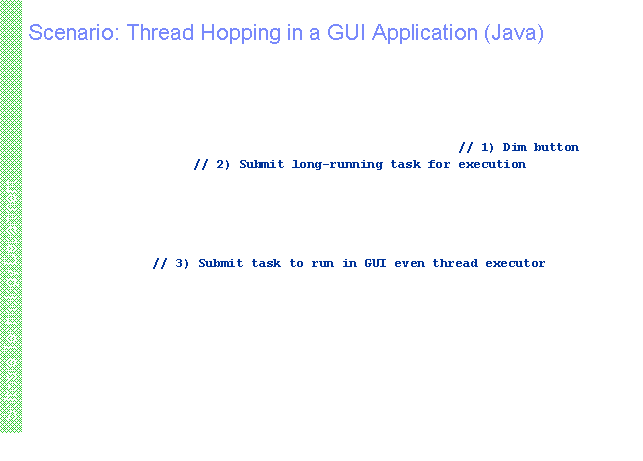 Scenario: Thread Hopping in a GUI Application (Java)
// 1) Dim button
// 2) Submit long-running task for execution
// 3) Submit task to run in GUI even thread executor